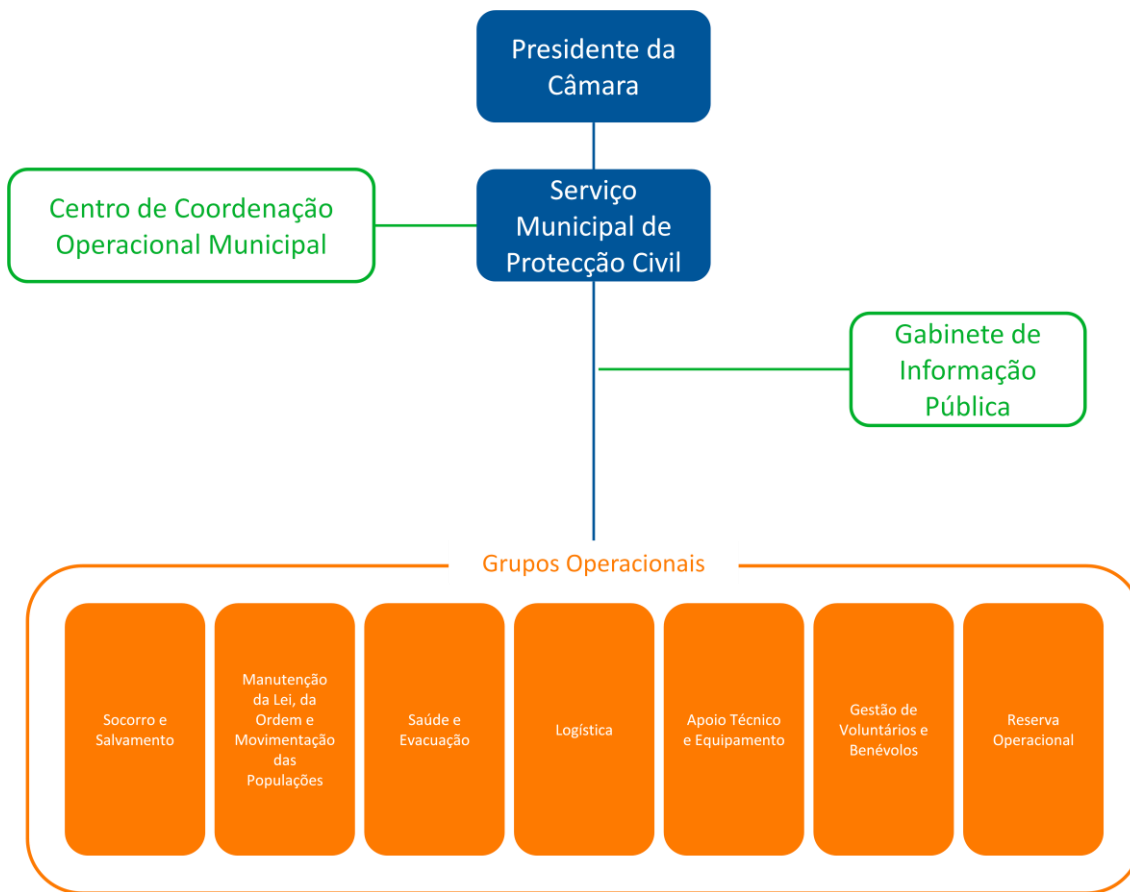 Presidente da
Câmara
Centro de Coordenação
Operacional Municipal
Serviço
Municipal de
Protecção Civil
Gabinete de
Informação
Pública
Grupos Operacionais
Socorro e
Salvamento
Manutenção
da Lei, da
Ordem e
Movimentação
das
Populações
Saúde e
Evacuação
Logística
Apoio Técnico
e Equipamento
Gestão de
Voluntários e
Benévolos
Reserva
Operacional